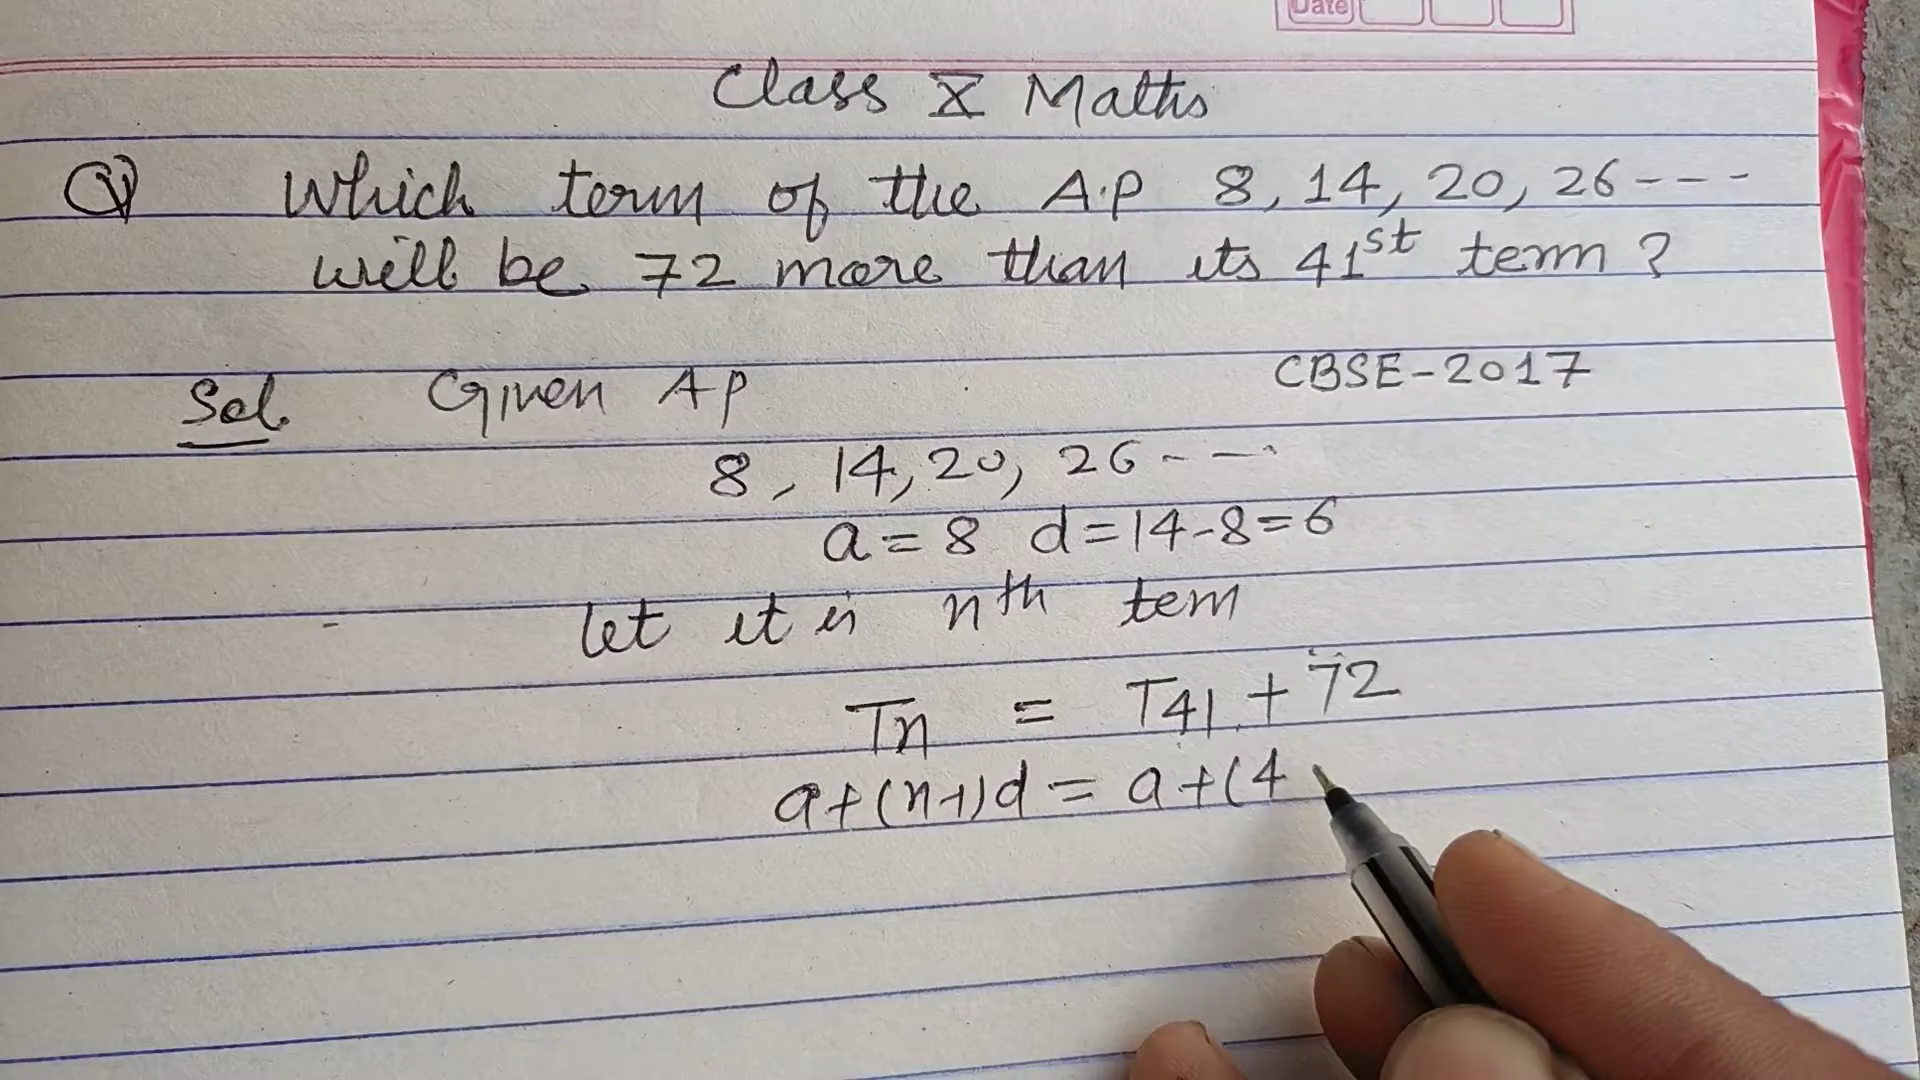 Date
Class X Maths
Q Which term of the A.P 8, 14, 20, 26 ----
will be 72 more than its 41st term ?
CBSE-2017
Sol. Given AP
8, 14, 20, 26 ----
a = 8 d = 14-8 = 6
let it is nth tem
Tn = T41 + 72
a+(n-1)d = a+(4